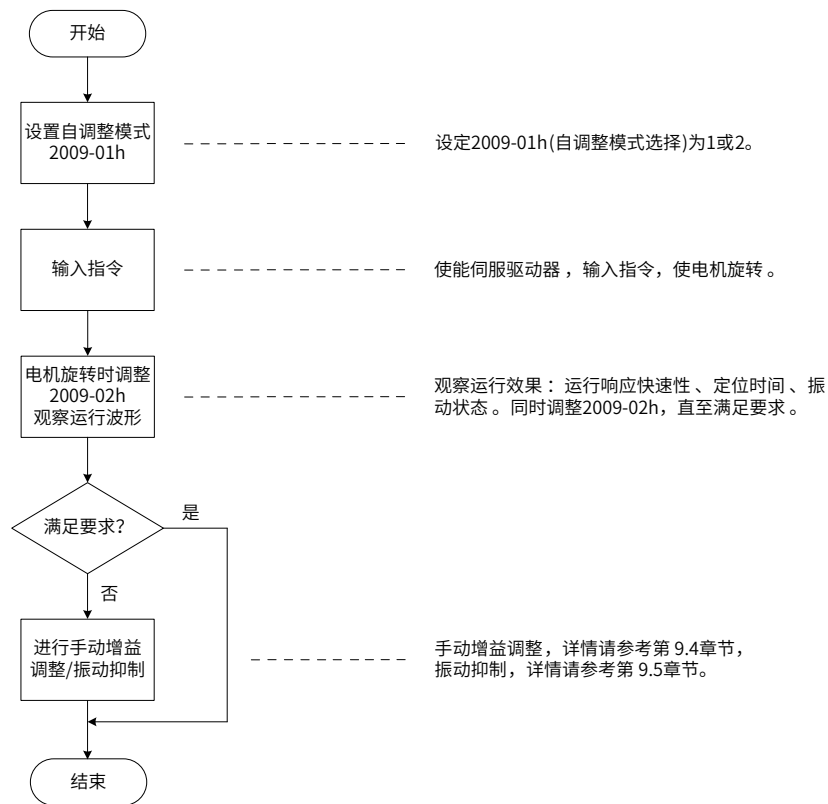 开始
设置自调整模式
2009-01h
设定2009-01h(自调整模式选择)为1或2。
输入指令
使能伺服驱动器，输入指令，使电机旋转。
电机旋转时调整
2009-02h
观察运行波形
观察运行效果：运行响应快速性、定位时间、振
动状态。同时调整2009-02h，直至满足要求。
满足要求？
是
否
进行手动增益
调整/振动抑制
手动增益调整，详情请参考第 9.4章节，
振动抑制，详情请参考第 9.5章节。
结束